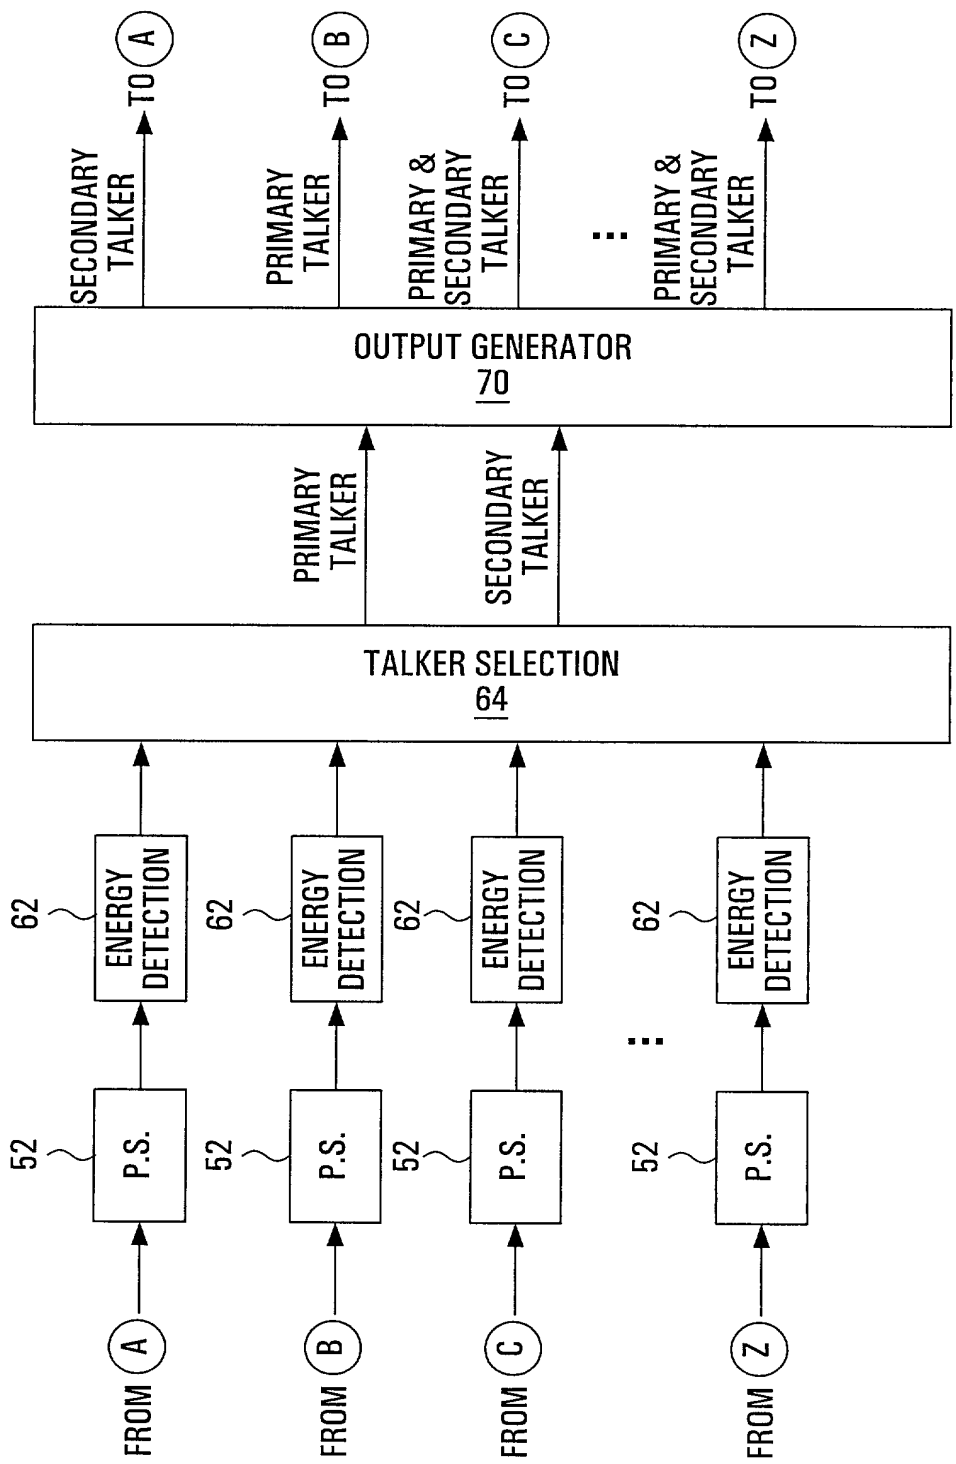 FROM
A
52
P.S.
62
ENERGY
DETECTION
FROM
B
52
P.S.
62
ENERGY
DETECTION
FROM
C
52
P.S.
62
ENERGY
DETECTION
...
FROM
Z
52
P.S.
62
ENERGY
DETECTION
TALKER SELECTION
64
PRIMARY
TALKER
SECONDARY
TALKER
OUTPUT GENERATOR
70
SECONDARY
TALKER
TO
A
PRIMARY
TALKER
TO
B
PRIMARY &
SECONDARY
TALKER
TO
C
...
PRIMARY &
SECONDARY
TALKER
TO
Z